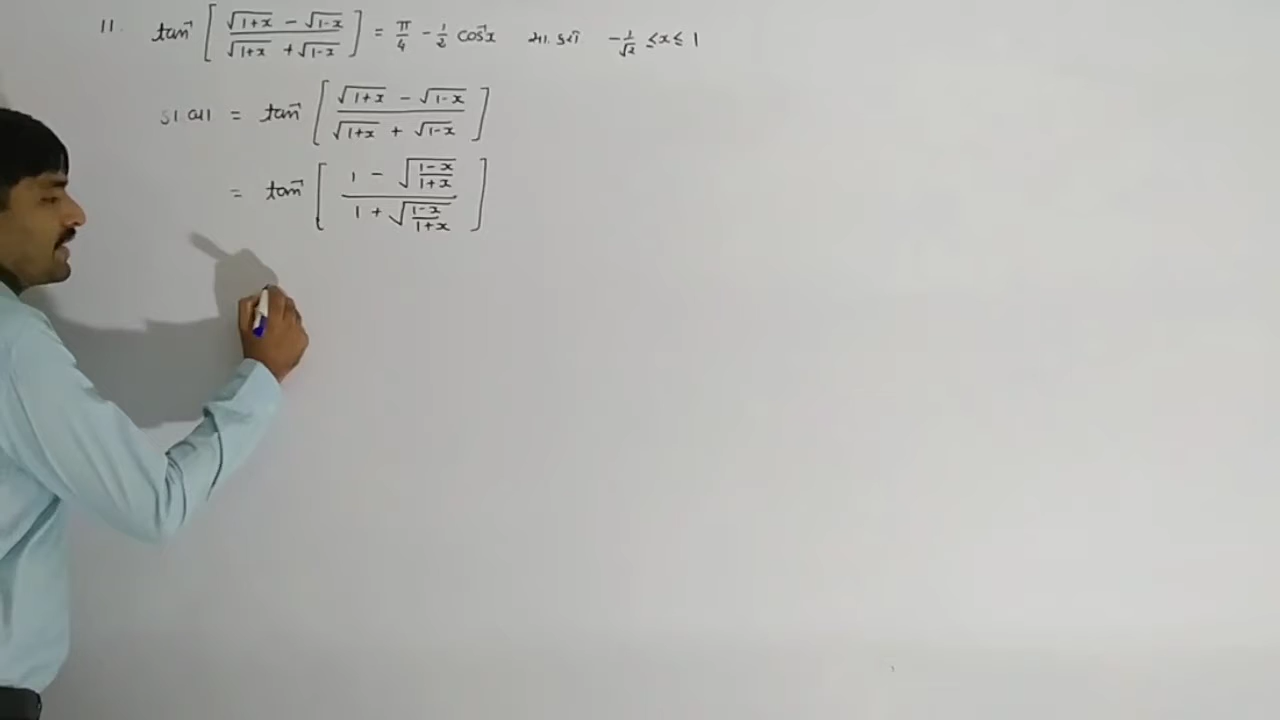 11. tan⁻¹ [ (√(1+x) − √(1−x)) / (√(1+x) + √(1−x)) ] = π/4 − 1/2 cos⁻¹x સા. કરો −1/√2 ≤ x ≤ 1
ડા બા = tan⁻¹ [ (√(1+x) − √(1−x)) / (√(1+x) + √(1−x)) ]
= tan⁻¹ [ (1 − √((1−x)/(1+x))) / (1 + √((1−x)/(1+x))) ]